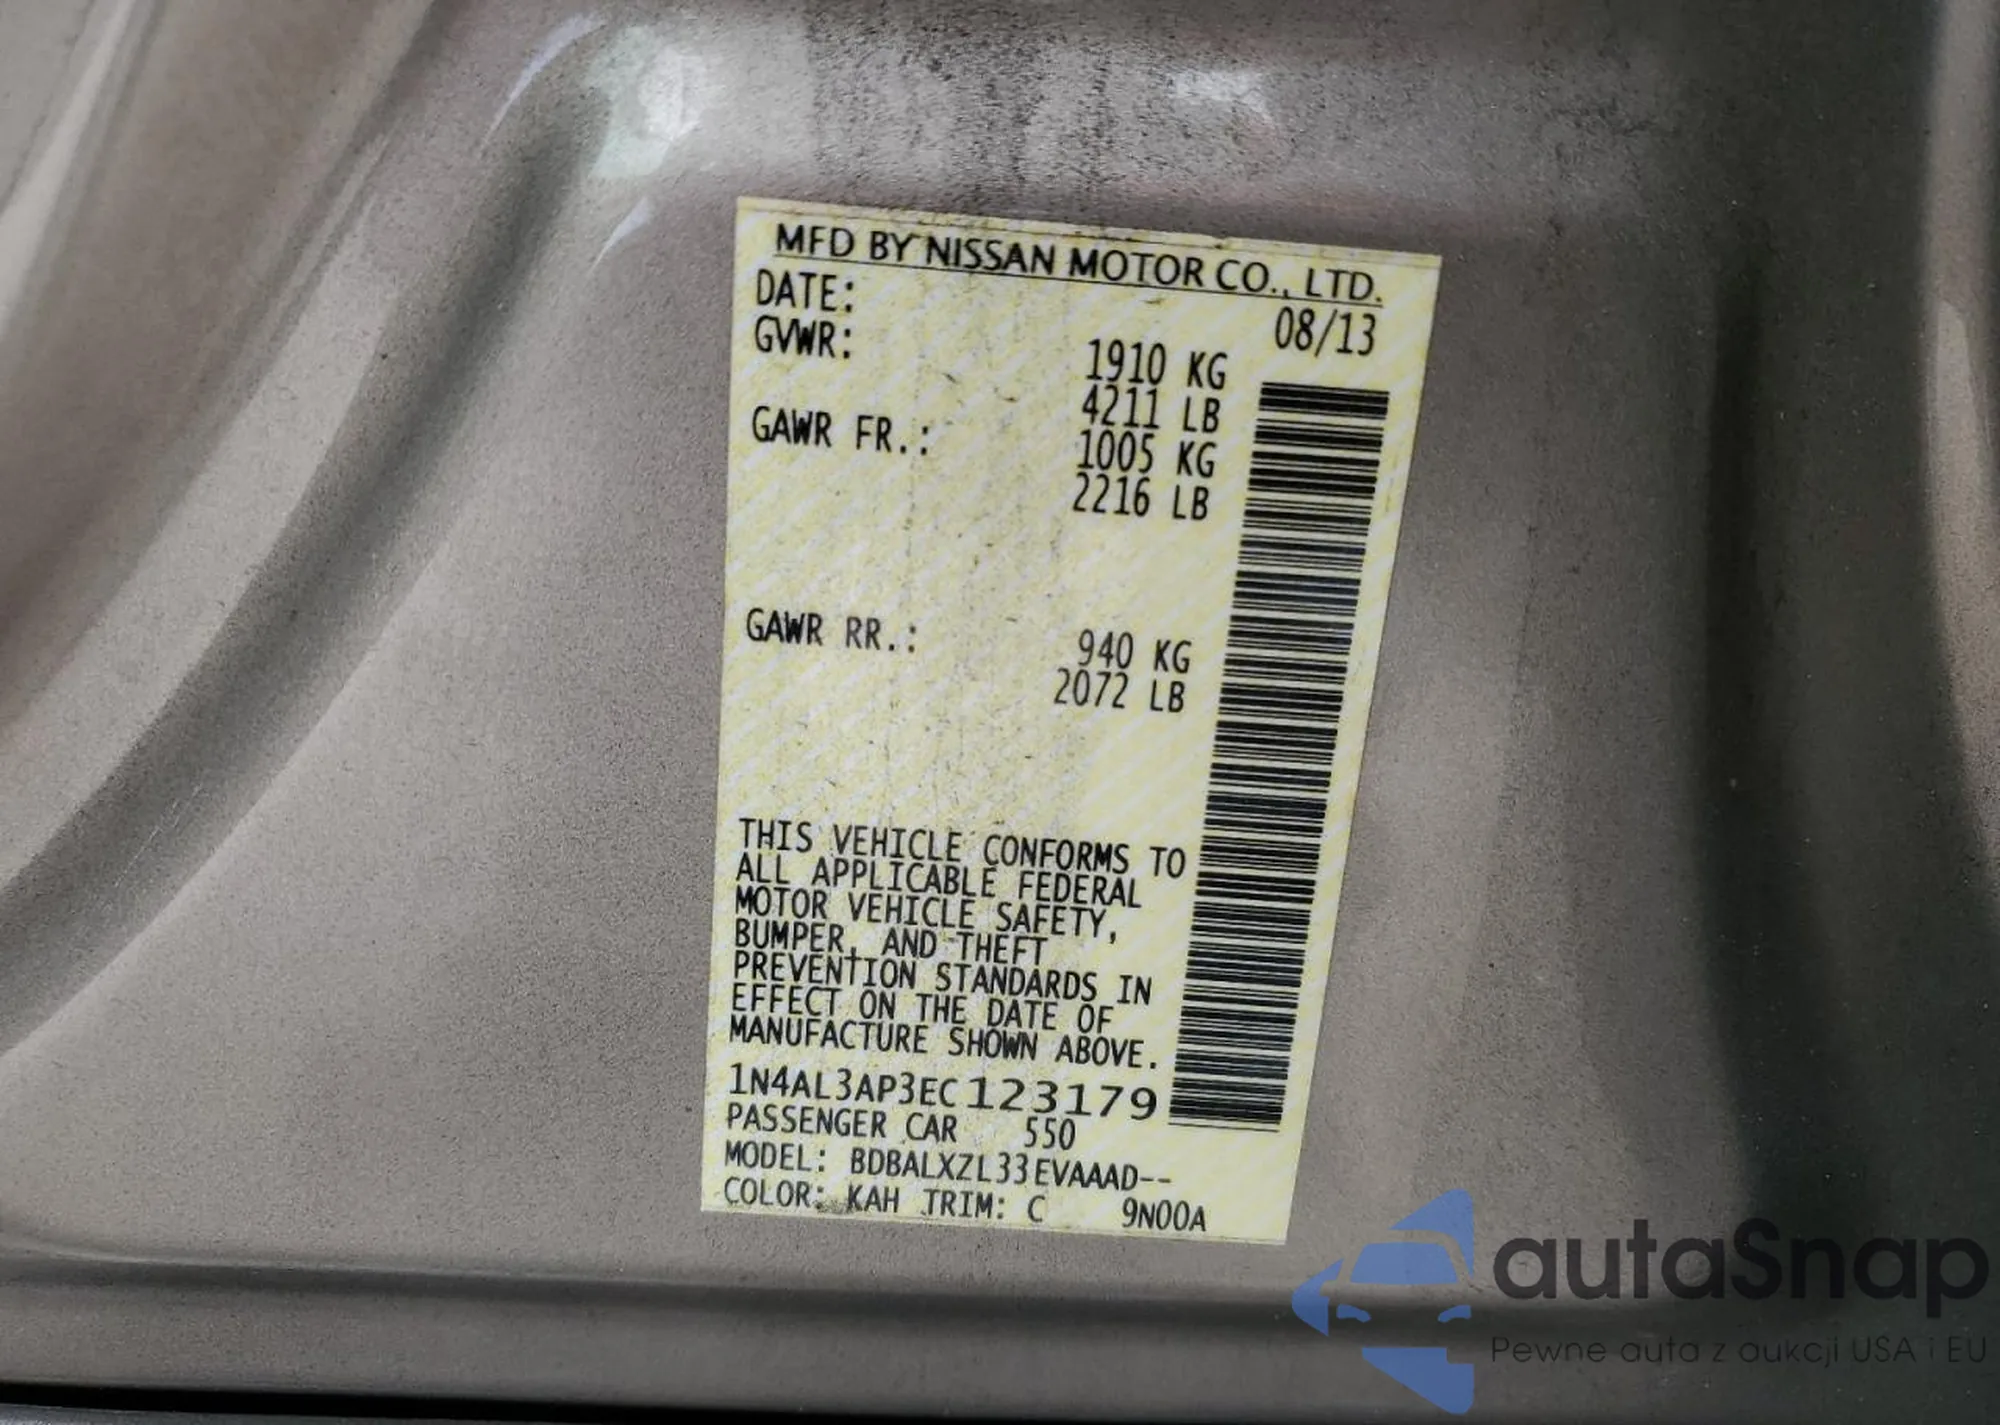 MFD BY NISSAN MOTOR CO., LTD.
DATE: 08/13
GVWR: 1910 KG
4211 LB
GAWR FR.: 1005 KG
2216 LB
GAWR RR.: 940 KG
2072 LB
THIS VEHICLE CONFORMS TO
ALL APPLICABLE FEDERAL
MOTOR VEHICLE SAFETY,
BUMPER, AND THEFT
PREVENTION STANDARDS IN
EFFECT ON THE DATE OF
MANUFACTURE SHOWN ABOVE.
1N4AL3AP3EC123179
PASSENGER CAR 550
MODEL: BDBALXZL33EVAAAD--
COLOR: KAH TRIM: C 9N00A
autaSnap
Pewne auta z aukcji USA i EU